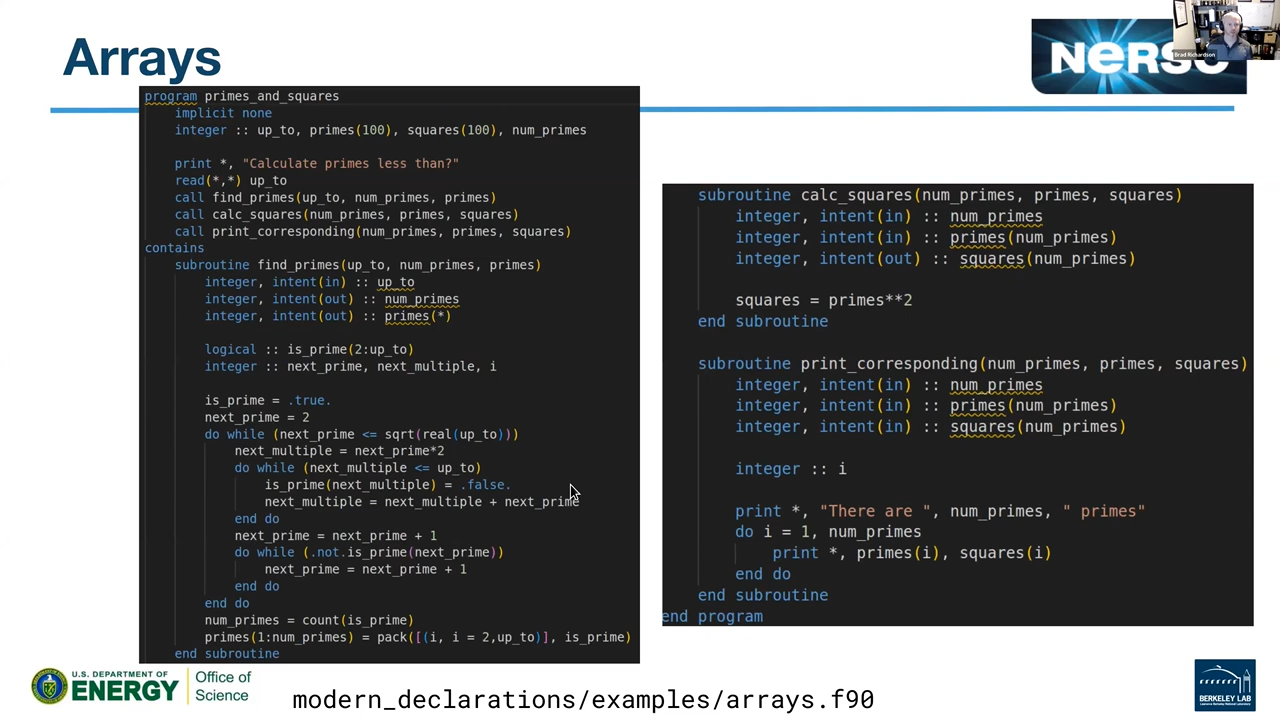 Arrays
NERSC
Brad Richardson
program primes_and_squares
implicit none
integer :: up_to, primes(100), squares(100), num_primes
print *, "Calculate primes less than?"
read(*,*) up_to
call find_primes(up_to, num_primes, primes)
call calc_squares(num_primes, primes, squares)
call print_corresponding(num_primes, primes, squares)
contains
subroutine find_primes(up_to, num_primes, primes)
integer, intent(in) :: up_to
integer, intent(out) :: num_primes
integer, intent(out) :: primes(*)
logical :: is_prime(2:up_to)
integer :: next_prime, next_multiple, i
is_prime = .true.
next_prime = 2
do while (next_prime <= sqrt(real(up_to)))
next_multiple = next_prime*2
do while (next_multiple <= up_to)
is_prime(next_multiple) = .false.
next_multiple = next_multiple + next_prime
end do
next_prime = next_prime + 1
do while (.not.is_prime(next_prime))
next_prime = next_prime + 1
end do
end do
num_primes = count(is_prime)
primes(1:num_primes) = pack([(i, i = 2,up_to)], is_prime)
end subroutine
subroutine calc_squares(num_primes, primes, squares)
integer, intent(in) :: num_primes
integer, intent(in) :: primes(num_primes)
integer, intent(out) :: squares(num_primes)
squares = primes**2
end subroutine
subroutine print_corresponding(num_primes, primes, squares)
integer, intent(in) :: num_primes
integer, intent(in) :: primes(num_primes)
integer, intent(in) :: squares(num_primes)
integer :: i
print *, "There are ", num_primes, " primes"
do i = 1, num_primes
print *, primes(i), squares(i)
end do
end subroutine
end program
U.S. DEPARTMENT OF
ENERGY
Office of
Science
modern_declarations/examples/arrays.f90
BERKELEY LAB